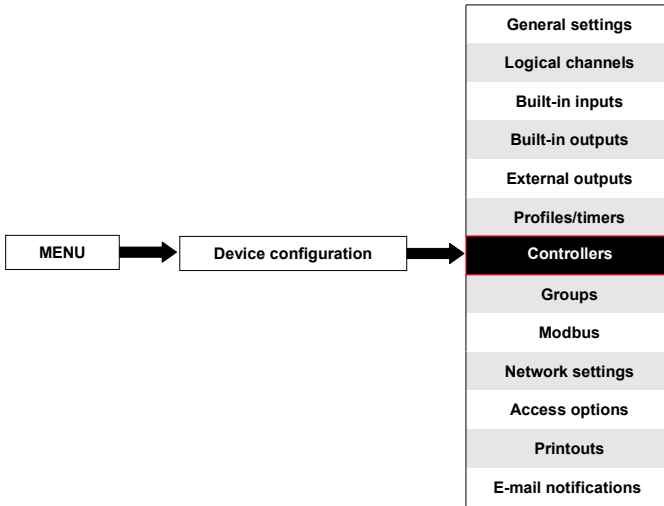 General settings
Logical channels
Built-in inputs
Built-in outputs
External outputs
Profiles/timers
MENU
Device configuration
Controllers
Groups
Modbus
Network settings
Access options
Printouts
E-mail notifications